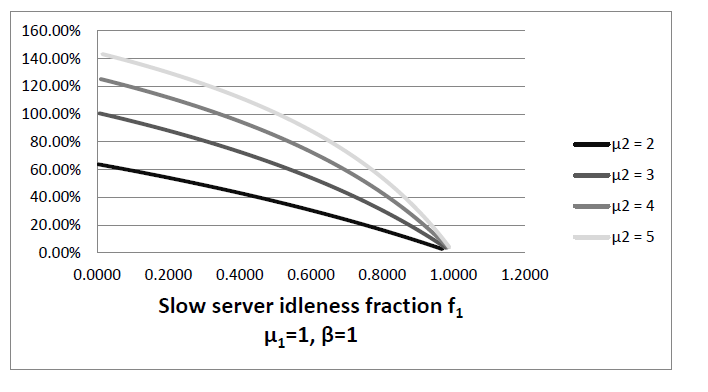 160.00%
140.00%
120.00%
100.00%
80.00%
60.00%
40.00%
20.00%
0.00%
0.0000 0.2000 0.4000 0.6000 0.8000 1.0000 1.2000
Slow server idleness fraction f₁
μ₁=1, β=1
μ2 = 2
μ2 = 3
μ2 = 4
μ2 = 5